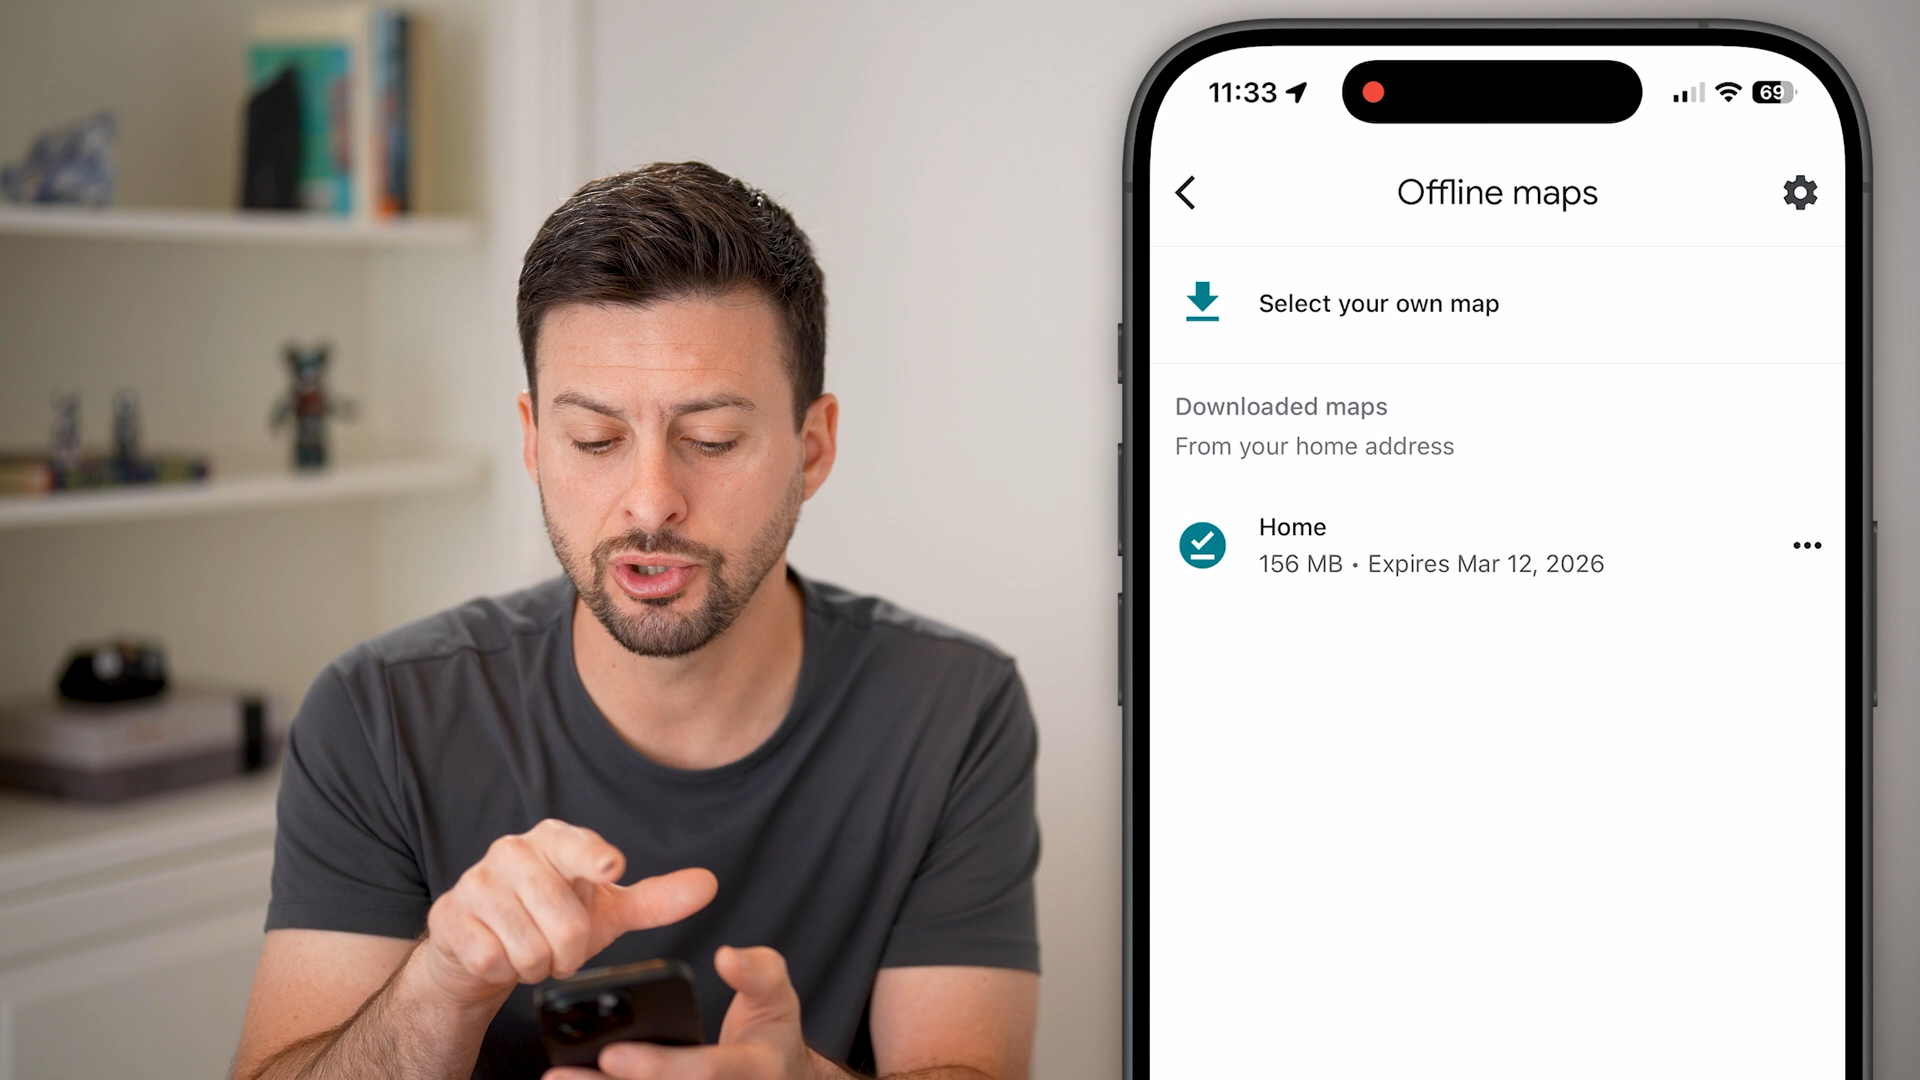 11:33
69
Offline maps
Select your own map
Downloaded maps
From your home address
Home
156 MB • Expires Mar 12, 2026